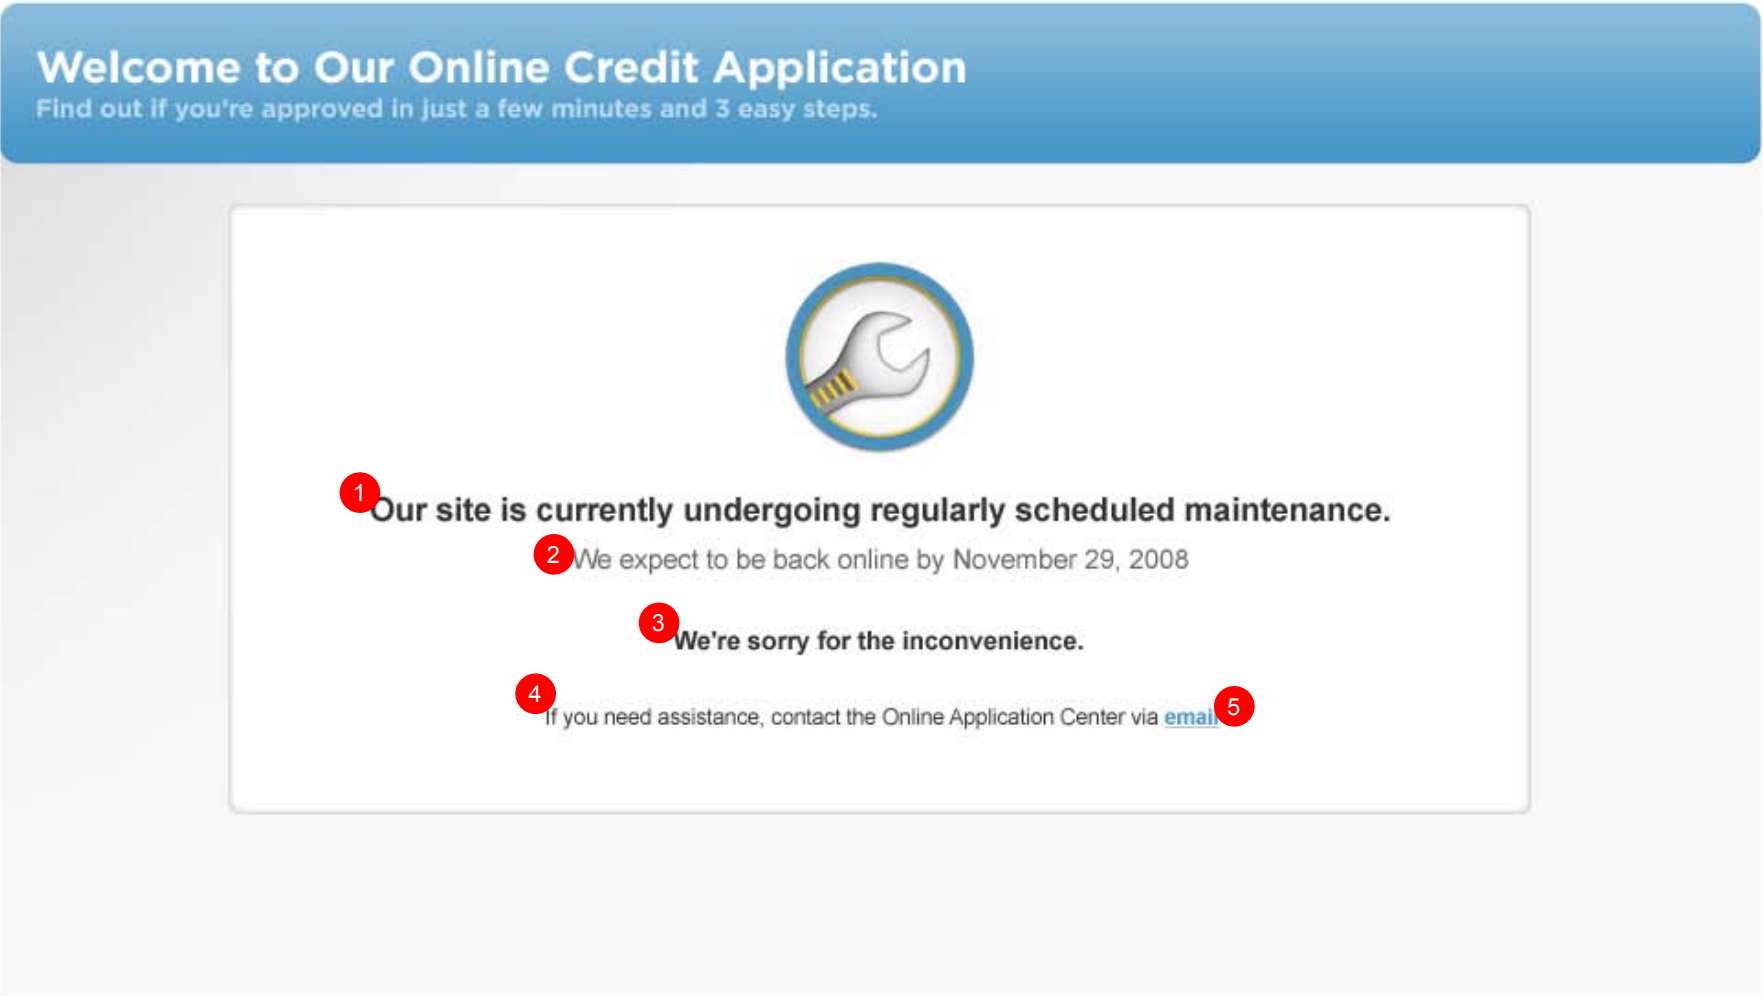 Welcome to Our Online Credit Application
Find out if you're approved in just a few minutes and 3 easy steps.
1
Our site is currently undergoing regularly scheduled maintenance.
2
We expect to be back online by November 29, 2008
3
We're sorry for the inconvenience.
4
If you need assistance, contact the Online Application Center via email
5